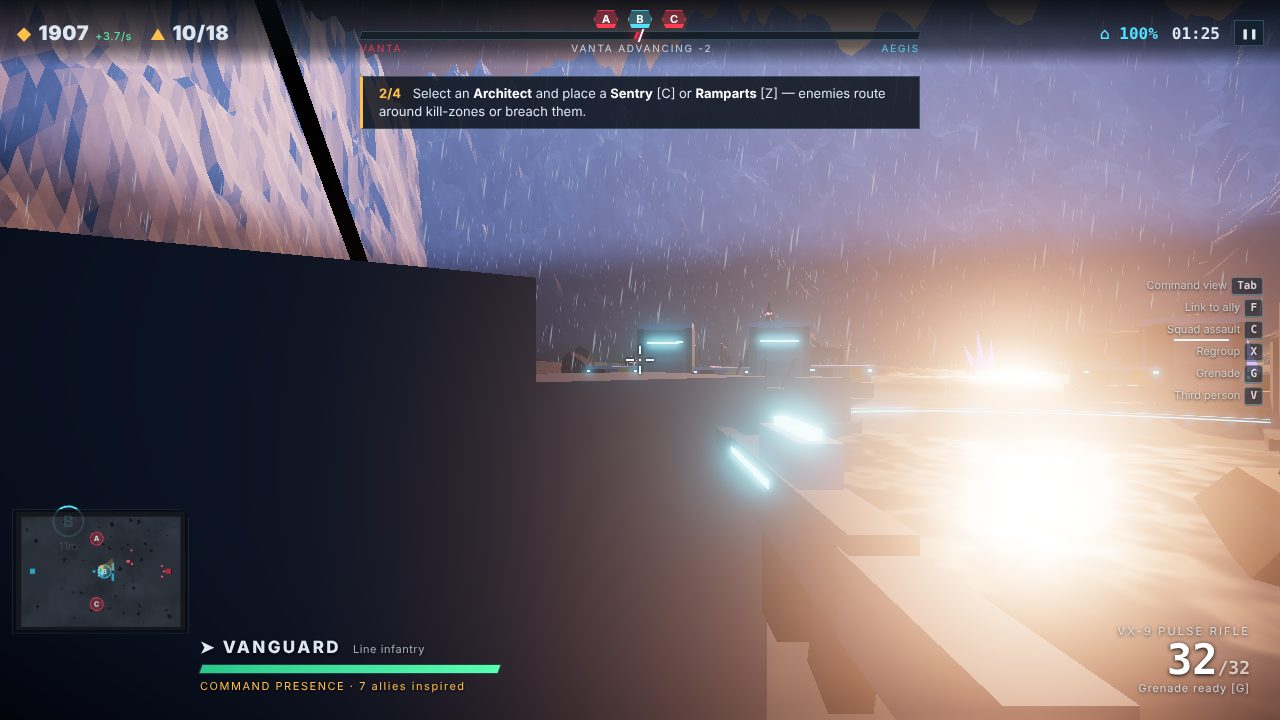 1907 +3.7/s 10/18
A B C
VANTA VANTA ADVANCING -2 AEGIS
100% 01:25
2/4 Select an Architect and place a Sentry [C] or Ramparts [Z] — enemies route
around kill-zones or breach them.
Command view Tab
Link to ally F
Squad assault C
Regroup X
Grenade G
Third person V
B
11m
A
B
C
VANGUARD Line infantry
COMMAND PRESENCE · 7 allies inspired
VX-9 PULSE RIFLE
32/32
Grenade ready [G]